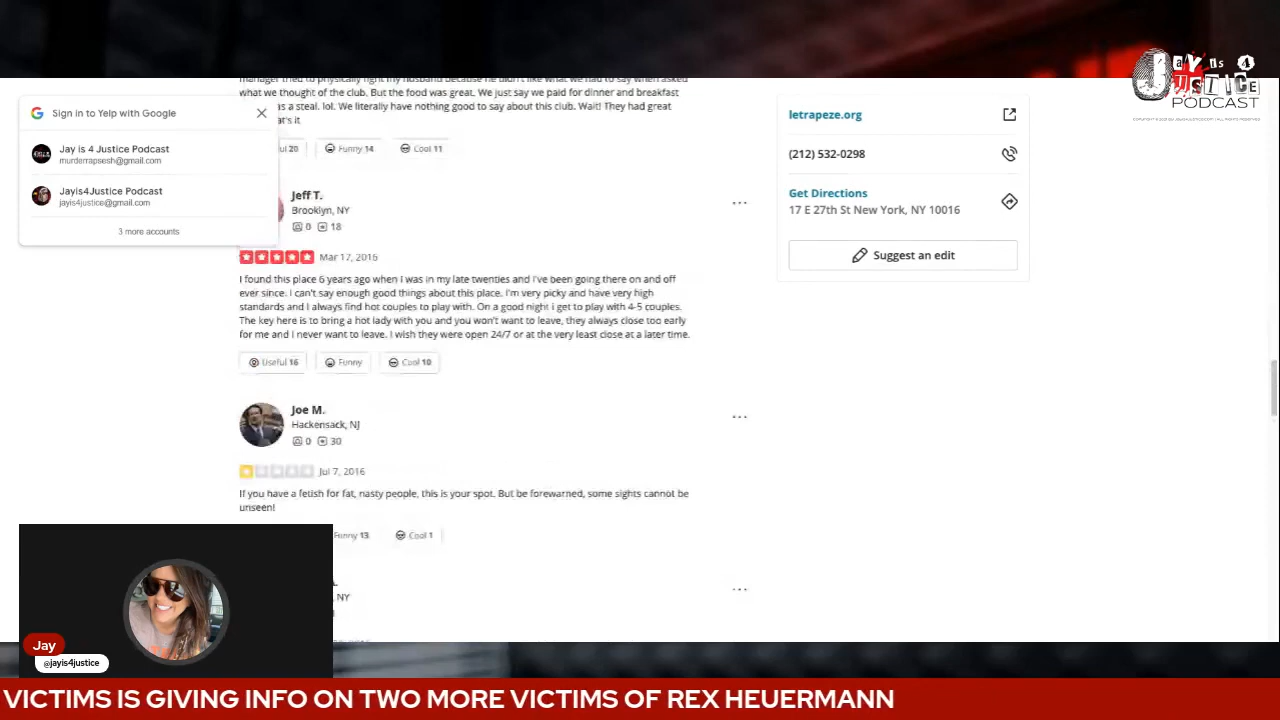 manager tried to physically fight my husband because he didn't like what we had to say when asked
what we thought of the club. But the food was great. We just say we paid for dinner and breakfast
as a steal. lol. We literally have nothing good to say about this club. Wait! They had great
at's it
20
Funny 14
Cool 11
Sign in to Yelp with Google
Jay is 4 Justice Podcast
murderrapsesh@gmail.com
Jayis4Justice Podcast
jayis4justice@gmail.com
3 more accounts
Jeff T.
Brooklyn, NY
0 18
Mar 17, 2016
I found this place 6 years ago when I was in my late twenties and I've been going there on and off
ever since. I can't say enough good things about this place. I'm very picky and have very high
standards and I always find hot couples to play with. On a good night i get to play with 4-5 couples.
The key here is to bring a hot lady with you and you won't want to leave, they always close too early
for me and I never want to leave. I wish they were open 24/7 or at the very least close at a later time.
Useful 16
Funny
Cool 10
Joe M.
Hackensack, NJ
0 30
Jul 7, 2016
If you have a fetish for fat, nasty people, this is your spot. But be forewarned, some sights cannot be
unseen!
Funny 13
Cool 1
NY
letrapeze.org
(212) 532-0298
Get Directions
17 E 27th St New York, NY 10016
Suggest an edit
Jay is 4
JUSTICE
PODCAST
Jay
@jayis4justice
VICTIMS IS GIVING INFO ON TWO MORE VICTIMS OF REX HEUERMANN